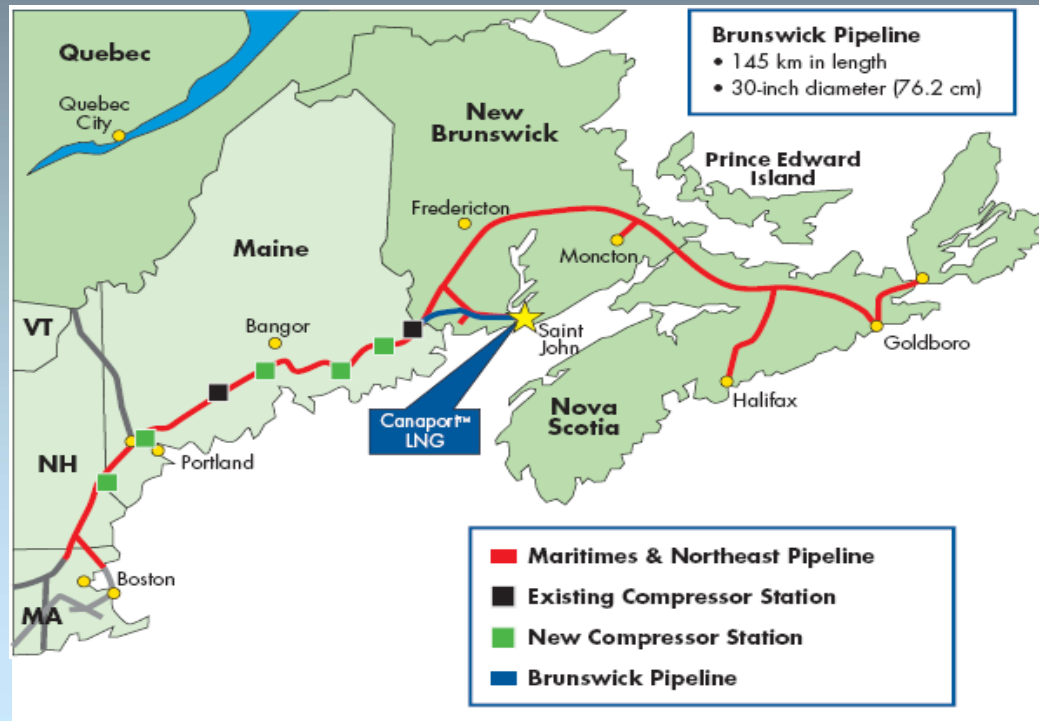 Quebec
Quebec
City
New
Brunswick
Brunswick Pipeline
• 145 km in length
• 30-inch diameter (76.2 cm)
Prince Edward
Island
Fredericton
Maine
Moncton
VT
Bangor
Saint
John
Goldboro
Canaport™
LNG
Halifax
Nova
Scotia
NH
Portland
Maritimes & Northeast Pipeline
Boston
Existing Compressor Station
MA
New Compressor Station
Brunswick Pipeline